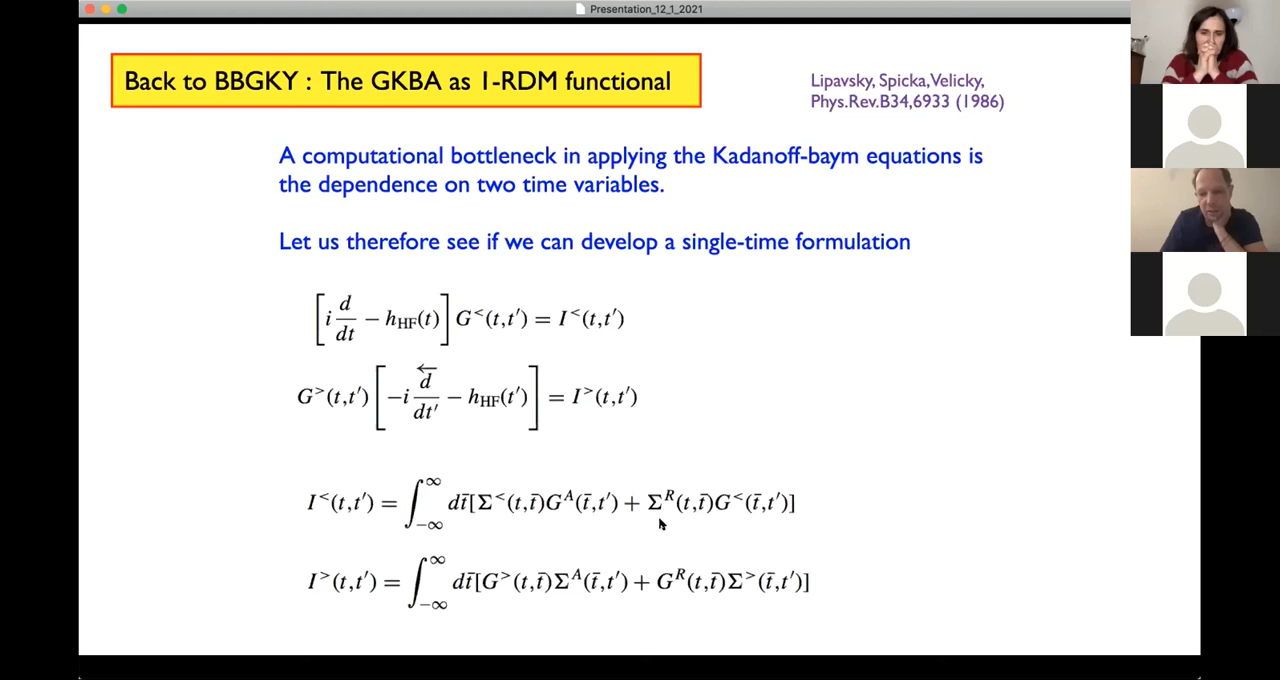 Presentation_12_1_2021
Back to BBGKY : The GKBA as 1-RDM functional
Lipavsky, Spicka,Velicky,
Phys.Rev.B34,6933 (1986)
A computational bottleneck in applying the Kadanoff-baym equations is
the dependence on two time variables.
Let us therefore see if we can develop a single-time formulation
[i d/dt − h_HF(t)] G^<(t,t′) = I^<(t,t′)
G^>(t,t′) [−i d⃖/dt′ − h_HF(t′)] = I^>(t,t′)
I^<(t,t′) = ∫_{−∞}^{∞} dt̄[Σ^<(t,t̄)G^A(t̄,t′) + Σ^R(t,t̄)G^<(t̄,t′)]
I^>(t,t′) = ∫_{−∞}^{∞} dt̄[G^>(t,t̄)Σ^A(t̄,t′) + G^R(t,t̄)Σ^>(t̄,t′)]